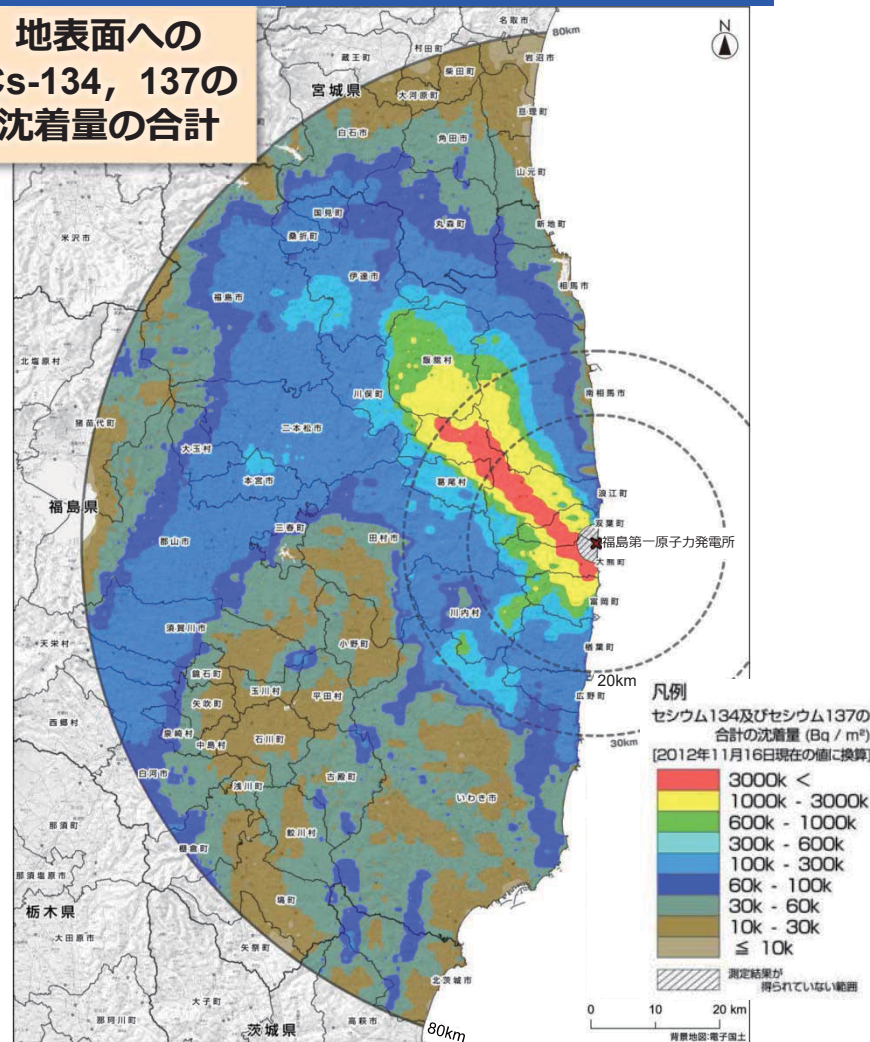 地表面への
Cs-134，137の
沈着量の合計
N
80km
名取市
村田町
岩沼市
蔵王町
柴田町
宮城県
大河原町
亘理町
白石市
角田市
山元町
国見町
丸森町
新地町
桑折町
米沢市
伊達市
相馬市
福島市
飯舘村
北塩原村
川俣町
南相馬市
猪苗代町
二本松市
大玉村
本宮市
葛尾村
浪江町
福島県
双葉町
三春町
田村市
郡山市
福島第一原子力発電所
大熊町
富岡町
川内村
須賀川市
天栄村
小野町
楢葉町
鏡石町
20km
玉川村
平田村
広野町
矢吹町
西郷村
泉崎村
石川町
中島村
30km
白河市
古殿町
浅川町
いわき市
那須町
鮫川村
棚倉町
那須塩原市
塙町
栃木県
大田原市
矢祭町
北茨城市
大子町
那珂川町
高萩市
茨城県
80km
凡例
セシウム134及びセシウム137の
合計の沈着量 (Bq / m²)
[2012年11月16日現在の値に換算]
3000k <
1000k - 3000k
600k - 1000k
300k - 600k
100k - 300k
60k - 100k
30k - 60k
10k - 30k
≦ 10k
測定結果が
得られていない範囲
0 10 20 km
背景地図:電子国土